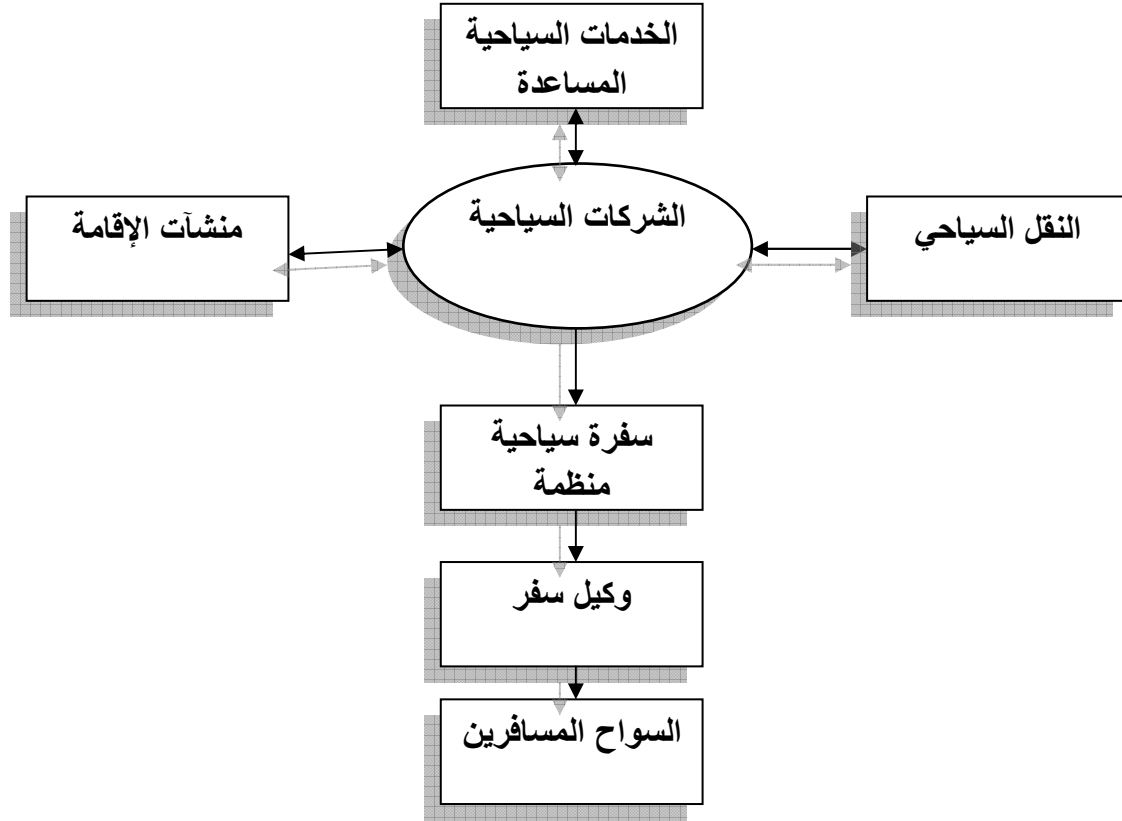 الخدمات السياحية
المساعدة
النقل السياحي
الشركات السياحية
منشآت الإقامة
سفرة سياحية
منظمة
وكيل سفر
السواح المسافرين